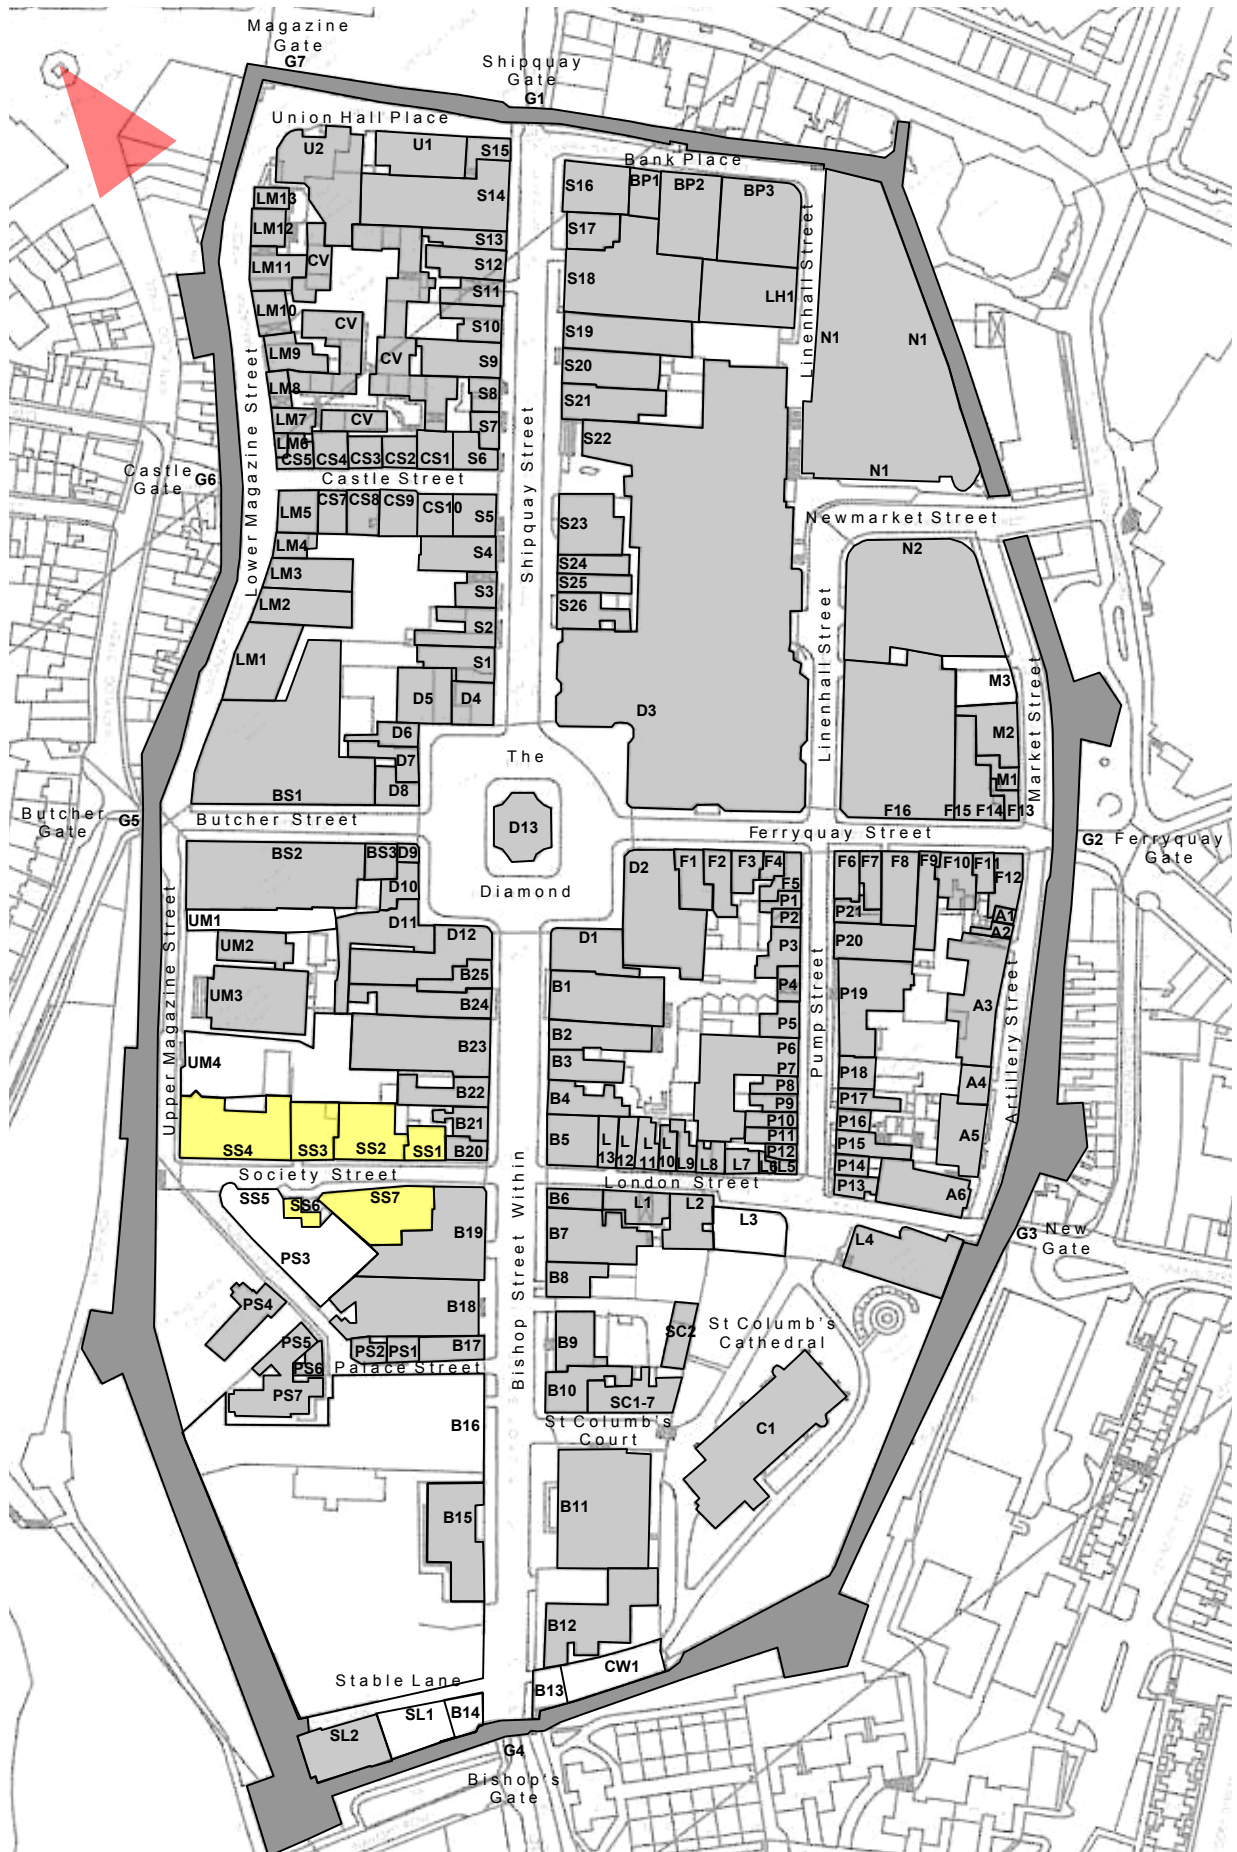 Magazine
Gate
G7
Shipquay
Gate
G1
Union Hall Place
U2
U1
S15
S14
Bank Place
S16
BP1
BP2
BP3
LM13
LM12
S13
S17
LM11
CV
S12
S18
S11
LH1
Linenhall Street
LM10
CV
S10
S19
N1
N1
LM9
CV
S9
S20
LM8
S8
S21
Lower Magazine Street
LM7
CV
S7
S22
LM6
CS5
CS4
CS3
CS2
CS1
S6
Shipquay Street
Castle
Gate
G6
Castle Street
N1
LM5
CS7
CS8
CS9
CS10
S5
S23
Newmarket Street
LM4
S4
N2
LM3
S24
S25
LM2
S3
S26
S2
LM1
S1
Linenhall Street
D5
D4
D3
M3
Market Street
D6
M2
D7
The
M1
BS1
D8
Butcher
Gate
G5
Butcher Street
D13
F16
F15
F14
F13
Ferryquay Street
G2
Ferryquay
Gate
BS2
BS3
D9
D2
F1
F2
F3
F4
F5
F6
F7
F8
F9
F10
F11
F12
D10
Diamond
P1
P2
P21
A1
A2
UM1
D11
D12
D1
P3
P20
UM2
B25
B1
P4
P19
UM3
B24
P5
A3
Upper Magazine Street
Pump Street
Artillery Street
B2
P6
UM4
B23
B3
P7
P18
P8
A4
B22
B4
P9
P17
B21
P10
P16
SS4
SS3
SS2
SS1
B20
B5
L
13
L
12
L
11
L
10
L9
L8
L7
L6
L5
P11
P12
P15
A5
P14
P13
A6
Society Street
London Street
SS5
SS6
SS7
B6
L1
L2
L3
G3
New
Gate
B19
B7
L4
PS3
B8
Bishop Street Within
PS4
B18
SC2
St Columb's
Cathedral
PS5
PS2
PS1
B17
B9
PS6
Palace Street
PS7
B10
SC1-7
B16
St Columb's
Court
C1
B15
B11
B12
Stable Lane
CW1
SL2
SL1
B14
B13
G4
Bishop's
Gate